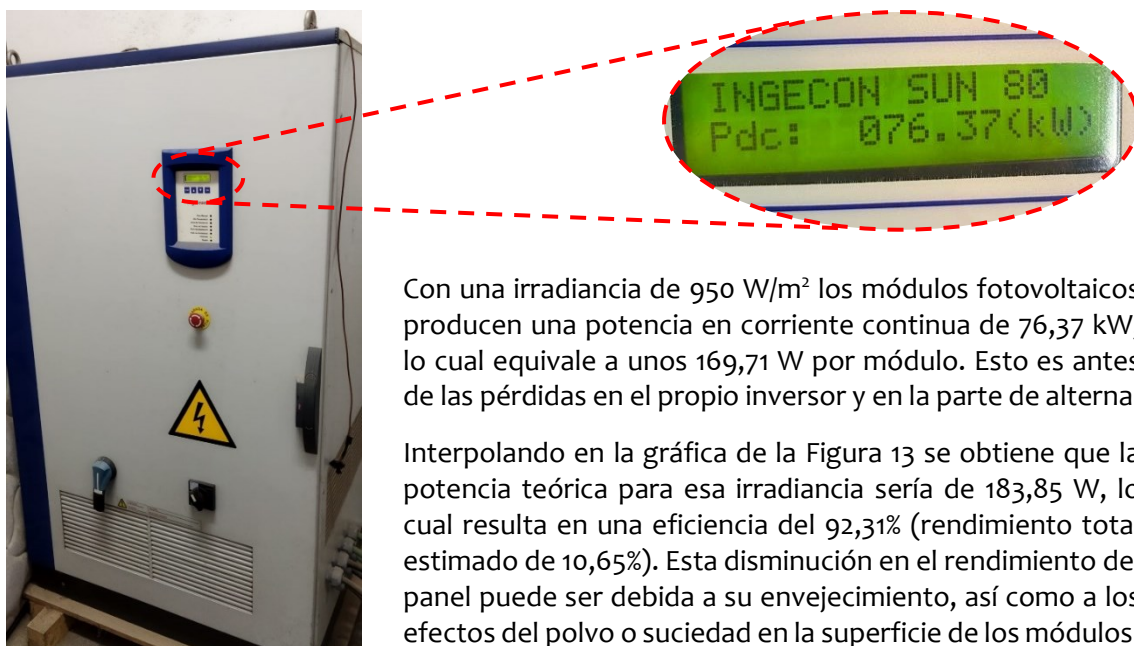 INGECON SUN 80
Pdc: 076.37(kW)
Con una irradiancia de 950 W/m² los módulos fotovoltaicos
producen una potencia en corriente continua de 76,37 kW,
lo cual equivale a unos 169,71 W por módulo. Esto es antes
de las pérdidas en el propio inversor y en la parte de alterna
Interpolando en la gráfica de la Figura 13 se obtiene que la
potencia teórica para esa irradiancia sería de 183,85 W, lo
cual resulta en una eficiencia del 92,31% (rendimiento tota
estimado de 10,65%). Esta disminución en el rendimiento de
panel puede ser debida a su envejecimiento, así como a los
efectos del polvo o suciedad en la superficie de los módulos